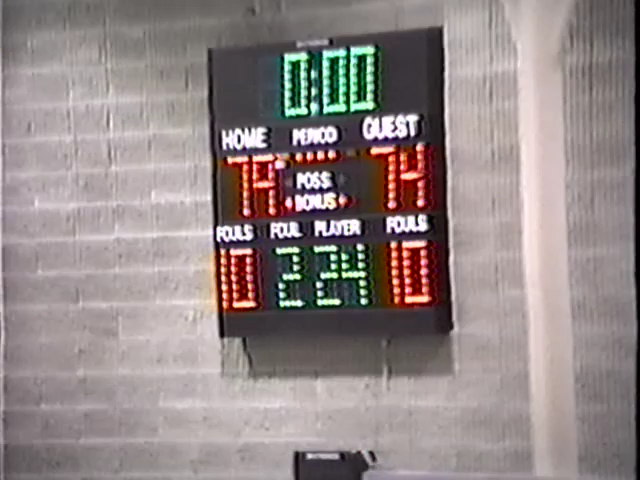 0:00
HOME PERIOD GUEST
74 74
POSS.
BONUS
FOULS FOUL PLAYER FOULS
10 2 24 10